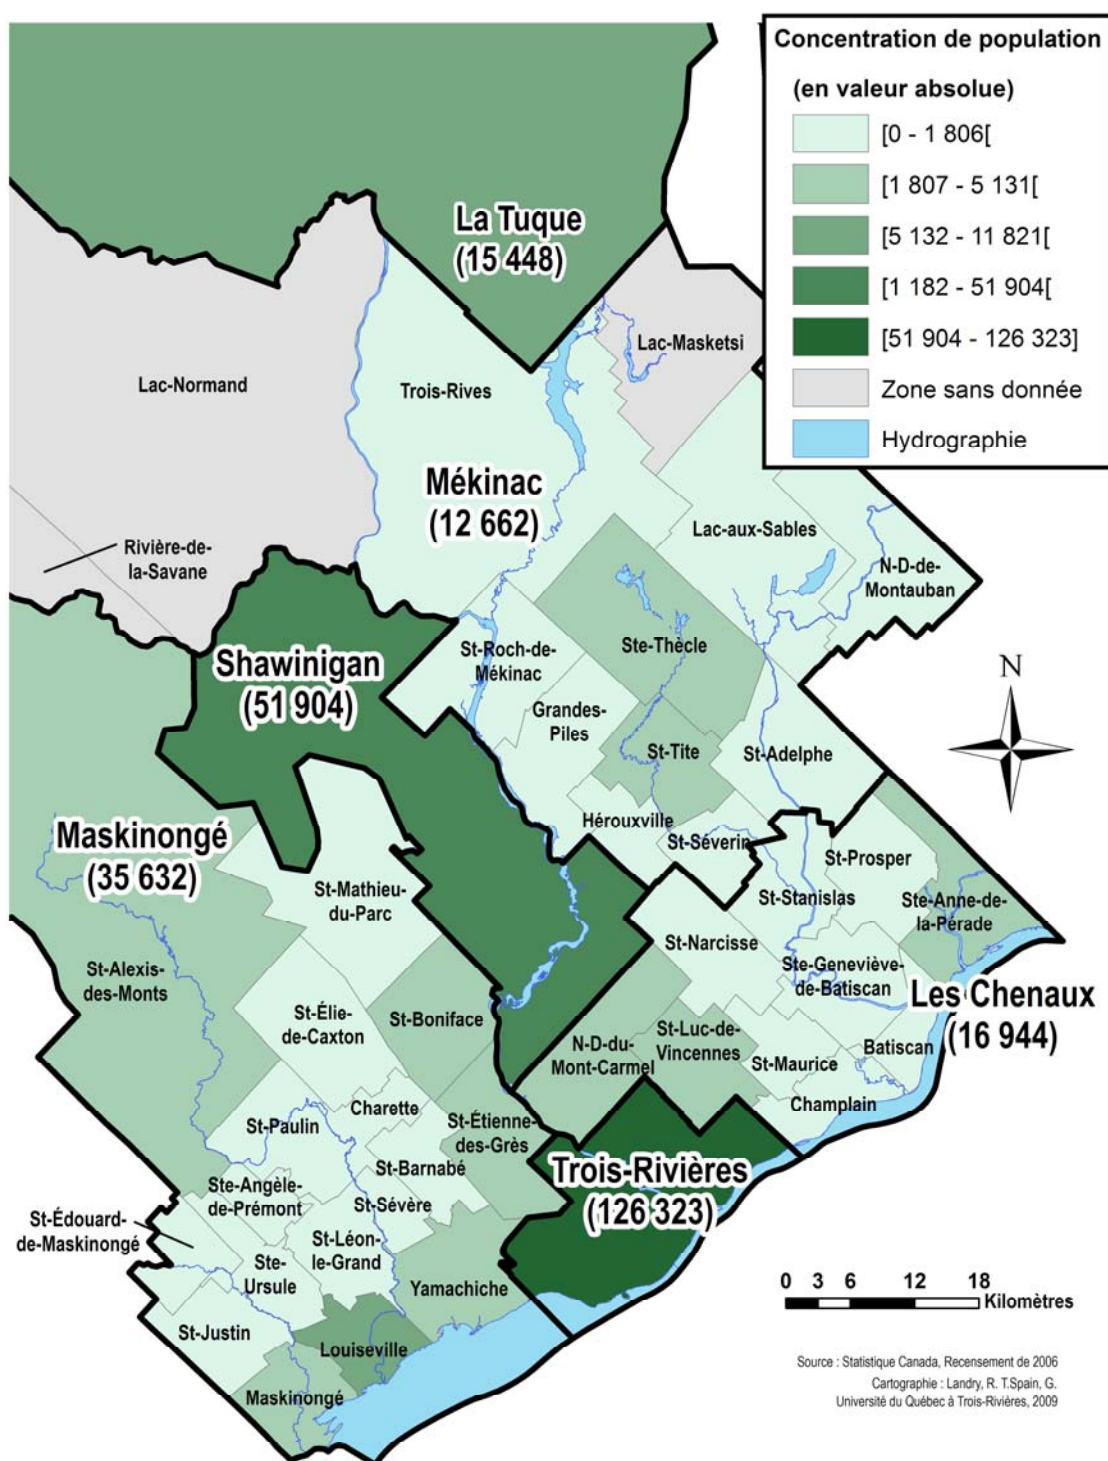 Concentration de population
(en valeur absolue)
[0 - 1 806[
[1 807 - 5 131[
[5 132 - 11 821[
[1 182 - 51 904[
[51 904 - 126 323]
Zone sans donnée
Hydrographie
La Tuque
(15 448)
Lac-Masketsi
Lac-Normand
Trois-Rives
Mékinac
(12 662)
Lac-aux-Sables
Rivière-de-
la-Savane
N-D-de-
Montauban
St-Roch-de-
Mékinac
Ste-Thècle
Shawinigan
(51 904)
Grandes-
Piles
St-Tite
St-Adelphe
N
Hérouxville
St-Séverin
Maskinongé
(35 632)
St-Prosper
St-Mathieu-
du-Parc
St-Stanislas
Ste-Anne-de-
la-Pérade
St-Narcisse
St-Alexis-
des-Monts
Ste-Geneviève-
de-Batiscan
Les Chenaux
(16 944)
St-Élie-
de-Caxton
St-Boniface
N-D-du-
Mont-Carmel
St-Luc-de-
Vincennes
Batiscan
St-Maurice
Champlain
Charette
St-Paulin
St-Étienne-
des-Grès
St-Barnabé
Trois-Rivières
(126 323)
Ste-Angèle-
de-Prémont
St-Sévère
St-Édouard-
de-Maskinongé
St-Léon-
le-Grand
Ste-
Ursule
Yamachiche
St-Justin
Louiseville
Maskinongé
0 3 6 12 18
Kilomètres
Source : Statistique Canada, Recensement de 2006
Cartographie : Landry, R. T.Spain, G.
Université du Québec à Trois-Rivières, 2009